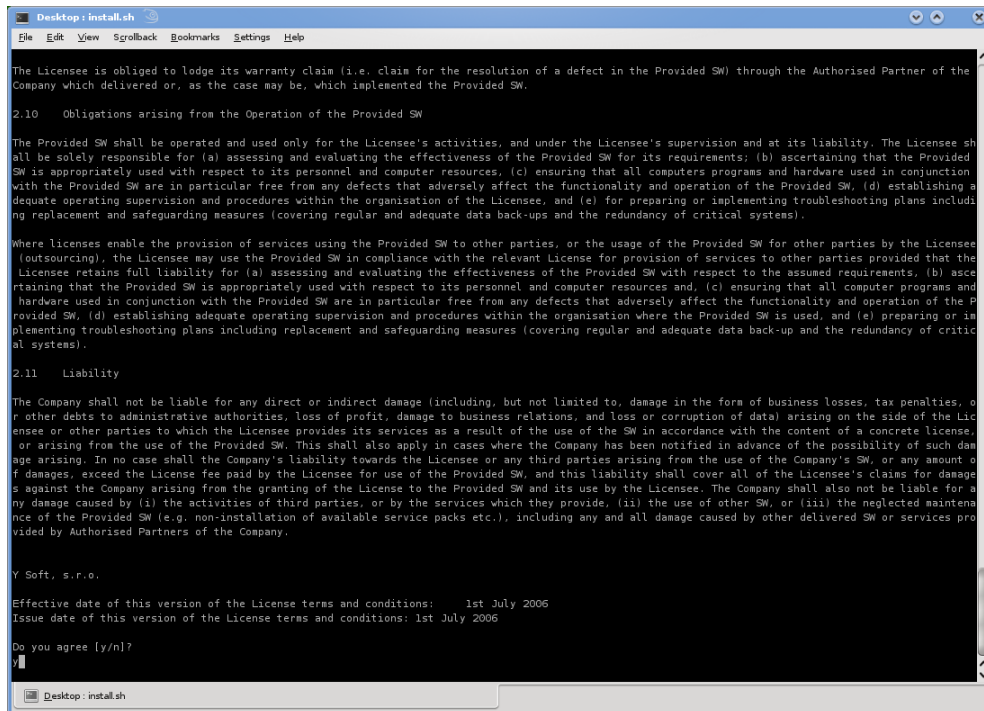 Desktop : install.sh
File Edit View Scrollback Bookmarks Settings Help
The Licensee is obliged to lodge its warranty claim (i.e. claim for the resolution of a defect in the Provided SW) through the Authorised Partner of the
Company which delivered or, as the case may be, which implemented the Provided SW.
2.10 Obligations arising from the Operation of the Provided SW
The Provided SW shall be operated and used only for the Licensee's activities, and under the Licensee's supervision and at its liability. The Licensee sh
all be solely responsible for (a) assessing and evaluating the effectiveness of the Provided SW for its requirements; (b) ascertaining that the Provided
SW is appropriately used with respect to its personnel and computer resources, (c) ensuring that all computers programs and hardware used in conjunction
with the Provided SW are in particular free from any defects that adversely affect the functionality and operation of the Provided SW, (d) establishing a
dequate operating supervision and procedures within the organisation of the Licensee, and (e) for preparing or implementing troubleshooting plans includi
ng replacement and safeguarding measures (covering regular and adequate data back-ups and the redundancy of critical systems).
Where licenses enable the provision of services using the Provided SW to other parties, or the usage of the Provided SW for other parties by the Licensee
(outsourcing), the Licensee may use the Provided SW in compliance with the relevant License for provision of services to other parties provided that the
Licensee retains full liability for (a) assessing and evaluating the effectiveness of the Provided SW with respect to the assumed requirements, (b) asce
rtaining that the Provided SW is appropriately used with respect to its personnel and computer resources and, (c) ensuring that all computer programs and
hardware used in conjunction with the Provided SW are in particular free from any defects that adversely affect the functionality and operation of the P
rovided SW, (d) establishing adequate operating supervision and procedures within the organisation where the Provided SW is used, and (e) preparing or im
plementing troubleshooting plans including replacement and safeguarding measures (covering regular and adequate data back-up and the redundancy of critic
al systems).
2.11 Liability
The Company shall not be liable for any direct or indirect damage (including, but not limited to, damage in the form of business losses, tax penalties, o
r other debts to administrative authorities, loss of profit, damage to business relations, and loss or corruption of data) arising on the side of the Lic
ensee or other parties to which the Licensee provides its services as a result of the use of the SW in accordance with the content of a concrete license,
or arising from the use of the Provided SW. This shall also apply in cases where the Company has been notified in advance of the possibility of such dam
age arising. In no case shall the Company's liability towards the Licensee or any third parties arising from the use of the Company's SW, or any amount o
f damages, exceed the License fee paid by the Licensee for use of the Provided SW, and this liability shall cover all of the Licensee's claims for damage
s against the Company arising from the granting of the License to the Provided SW and its use by the Licensee. The Company shall also not be liable for a
ny damage caused by (i) the activities of third parties, or by the services which they provide, (ii) the use of other SW, or (iii) the neglected maintena
nce of the Provided SW (e.g. non-installation of available service packs etc.), including any and all damage caused by other delivered SW or services pro
vided by Authorised Partners of the Company.
Y Soft, s.r.o.
Effective date of this version of the License terms and conditions: 1st July 2006
Issue date of this version of the License terms and conditions: 1st July 2006
Do you agree [y/n]?
y
Desktop : install.sh